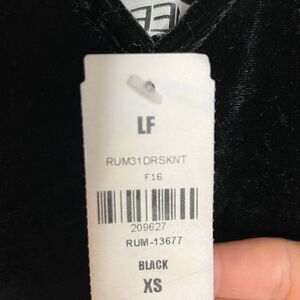 LF
RUM31DRSKNT
F16
209627
RUM-13677
BLACK
XS